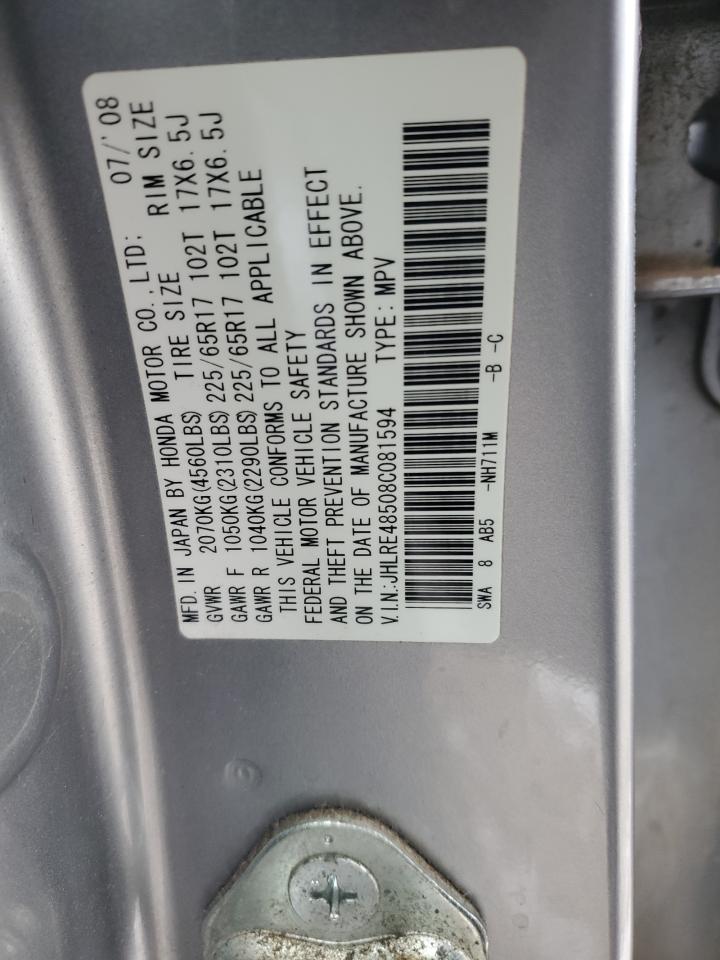 MFD. IN JAPAN BY HONDA MOTOR CO., LTD; 07/'08
TIRE SIZE RIM SIZE
GVWR 2070KG(4560LBS)
GAWR F 1050KG(2310LBS) 225/65R17 102T 17X6.5J
GAWR R 1040KG(2290LBS) 225/65R17 102T 17X6.5J
THIS VEHICLE CONFORMS TO ALL APPLICABLE
FEDERAL MOTOR VEHICLE SAFETY
AND THEFT PREVENTION STANDARDS IN EFFECT
ON THE DATE OF MANUFACTURE SHOWN ABOVE.
V.I.N.:JHLRE48508C081594 TYPE: MPV
SWA 8 AB5 -NH711M -B -C